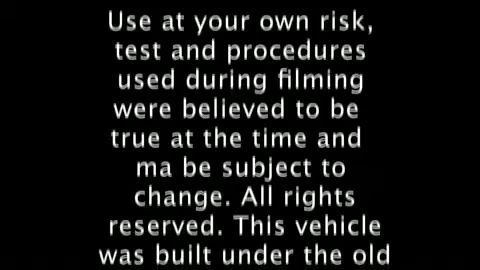 Use at your own risk,
test and procedures
used during filming
were believed to be
true at the time and
ma be subject to
change. All rights
reserved. This vehicle
was built under the old